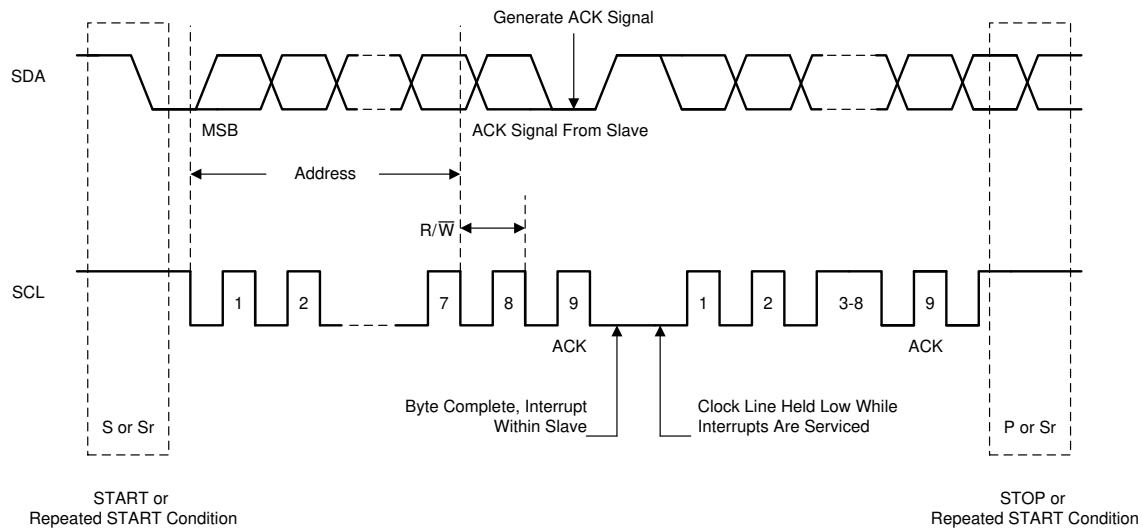 Generate ACK Signal
SDA
MSB
ACK Signal From Slave
Address
R/W̅
SCL
1
2
7
8
9
1
2
3-8
9
ACK
ACK
Byte Complete, Interrupt
Within Slave
Clock Line Held Low While
Interrupts Are Serviced
S or Sr
P or Sr
START or
Repeated START Condition
STOP or
Repeated START Condition